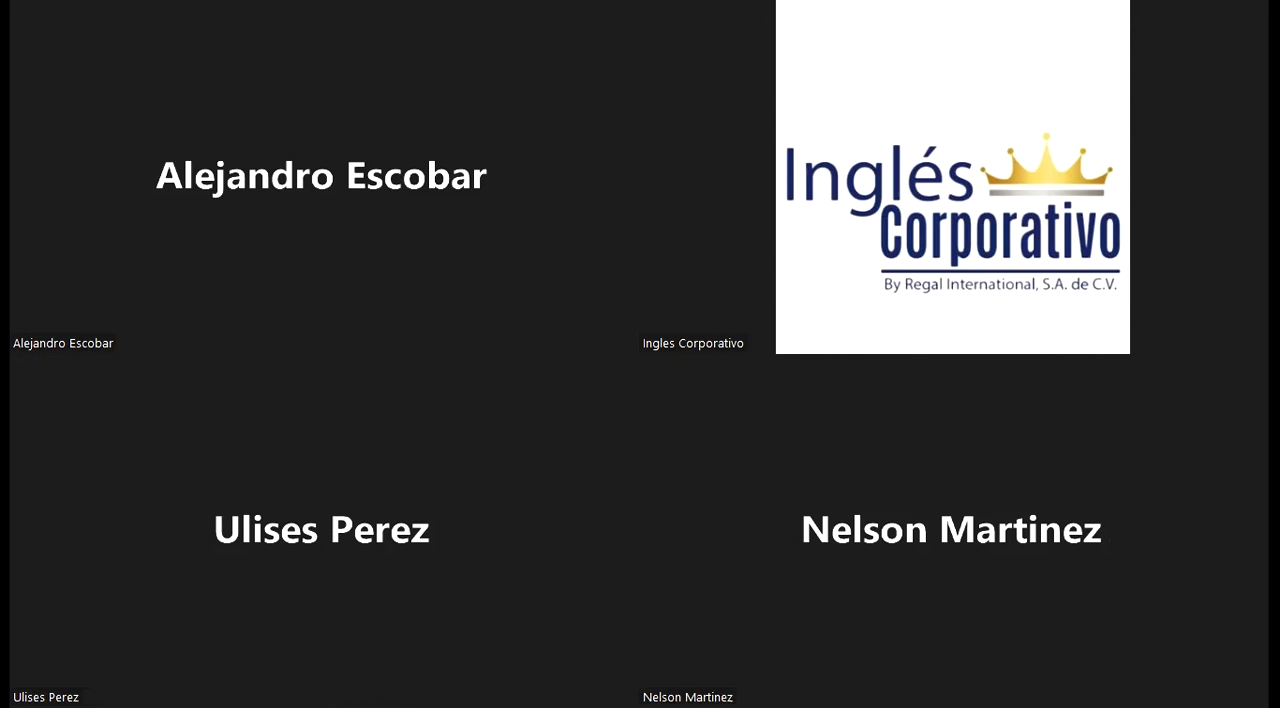 Alejandro Escobar
Alejandro Escobar
Inglés
Corporativo
By Regal International, S.A. de C.V.
Ingles Corporativo
Ulises Perez
Ulises Perez
Nelson Martinez
Nelson Martinez